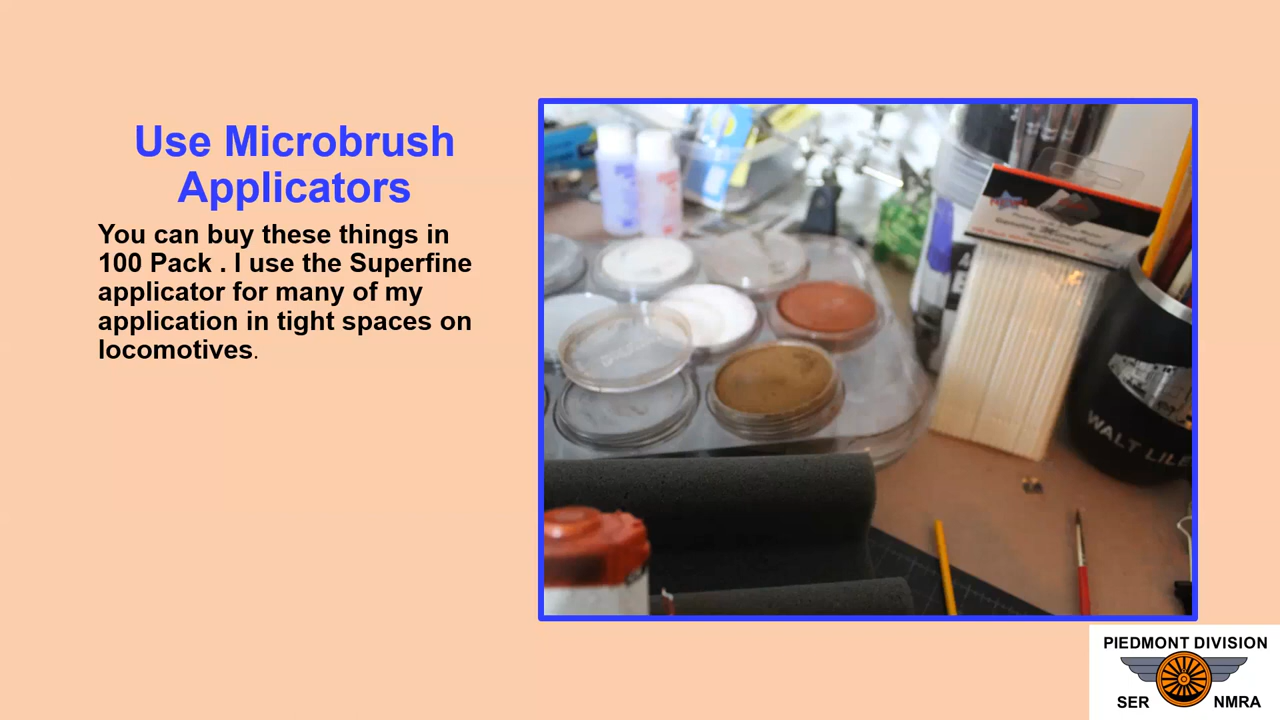 Use Microbrush
Applicators
You can buy these things in
100 Pack . I use the Superfine
applicator for many of my
application in tight spaces on
locomotives.
WALT LILE
PIEDMONT DIVISION
SER NMRA